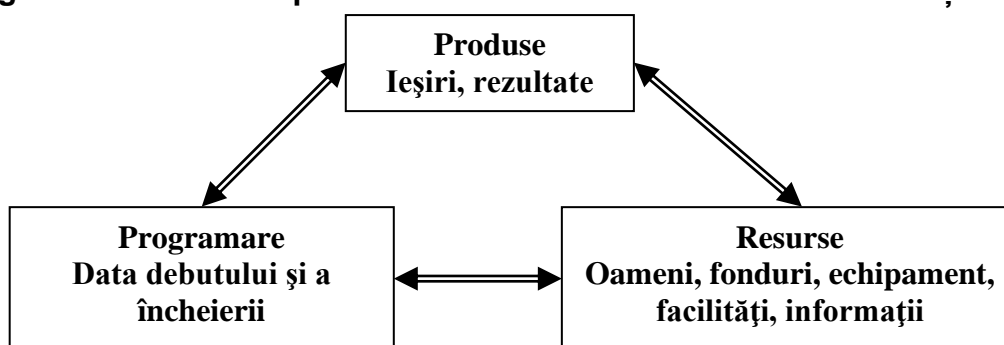 Produse
Ieşiri, rezultate
Programare
Data debutului şi a
încheierii
Resurse
Oameni, fonduri, echipament,
facilităţi, informaţii